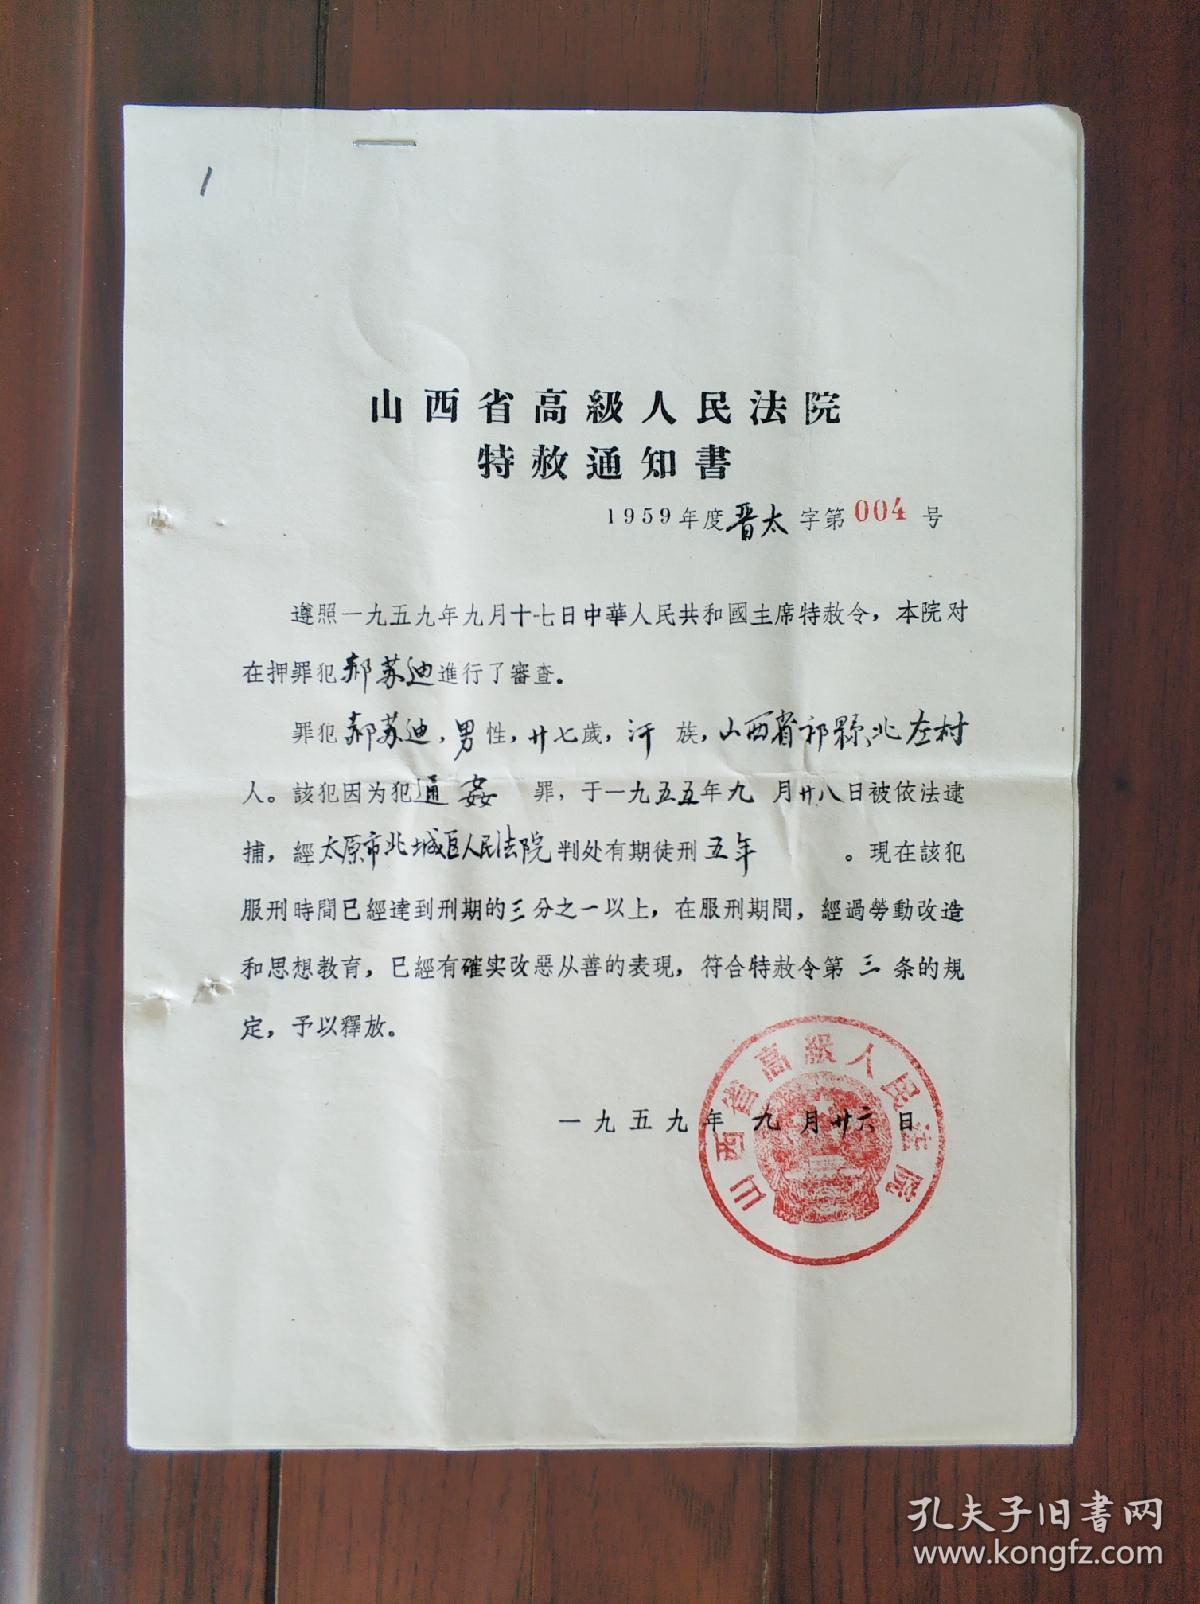 1
山西省高級人民法院
特赦通知書
1959年度晋太字第004号
遵照一九五九年九月十七日中華人民共和國主席特赦令，本院对
在押罪犯郝苏迪進行了審查。
罪犯郝苏迪，男性，廿七歲，汗族，山西省祁縣北左村
人。該犯因为犯通姦罪，于一九五五年九月廿八日被依法逮
捕，經太原市北城区人民法院判处有期徒刑五年。現在該犯
服刑時間已經達到刑期的三分之一以上，在服刑期間，經過勞動改造
和思想教育，已經有確实改惡从善的表現，符合特赦令第三条的規
定，予以釋放。
一九五九年九月廿六日
山西省高級人民法院
孔夫子旧书网
www.kongfz.com